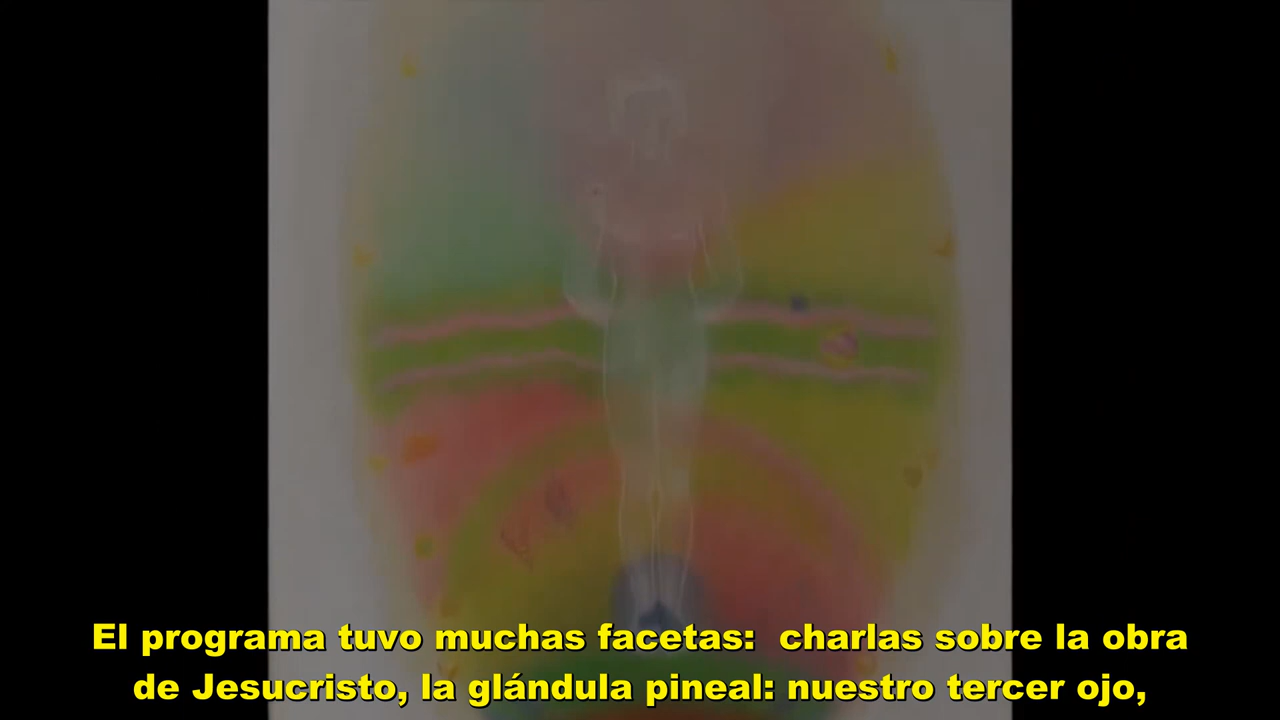 El programa tuvo muchas facetas:  charlas sobre la obra
de Jesucristo, la glándula pineal: nuestro tercer ojo,